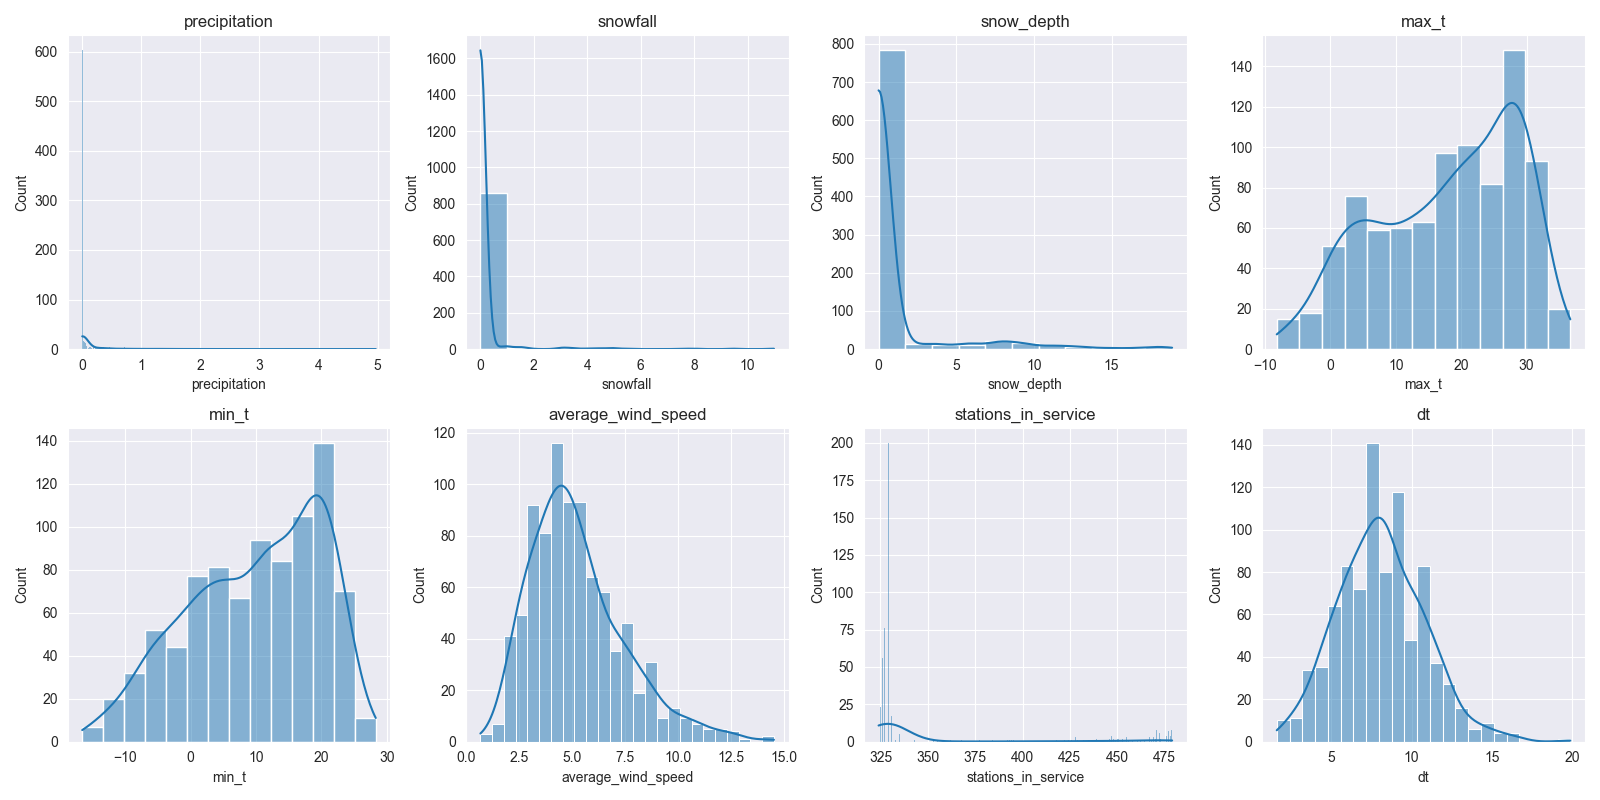 precipitation
Count
600
500
400
300
200
100
0
0 1 2 3 4 5
precipitation
snowfall
Count
1600
1400
1200
1000
800
600
400
200
0
0 2 4 6 8 10
snowfall
snow_depth
Count
800
700
600
500
400
300
200
100
0
0 5 10 15
snow_depth
max_t
Count
140
120
100
80
60
40
20
0
−10 0 10 20 30
max_t
min_t
Count
140
120
100
80
60
40
20
0
−10 0 10 20 30
min_t
average_wind_speed
Count
120
100
80
60
40
20
0
0.0 2.5 5.0 7.5 10.0 12.5 15.0
average_wind_speed
stations_in_service
Count
200
175
150
125
100
75
50
25
0
325 350 375 400 425 450 475
stations_in_service
dt
Count
140
120
100
80
60
40
20
0
5 10 15 20
dt